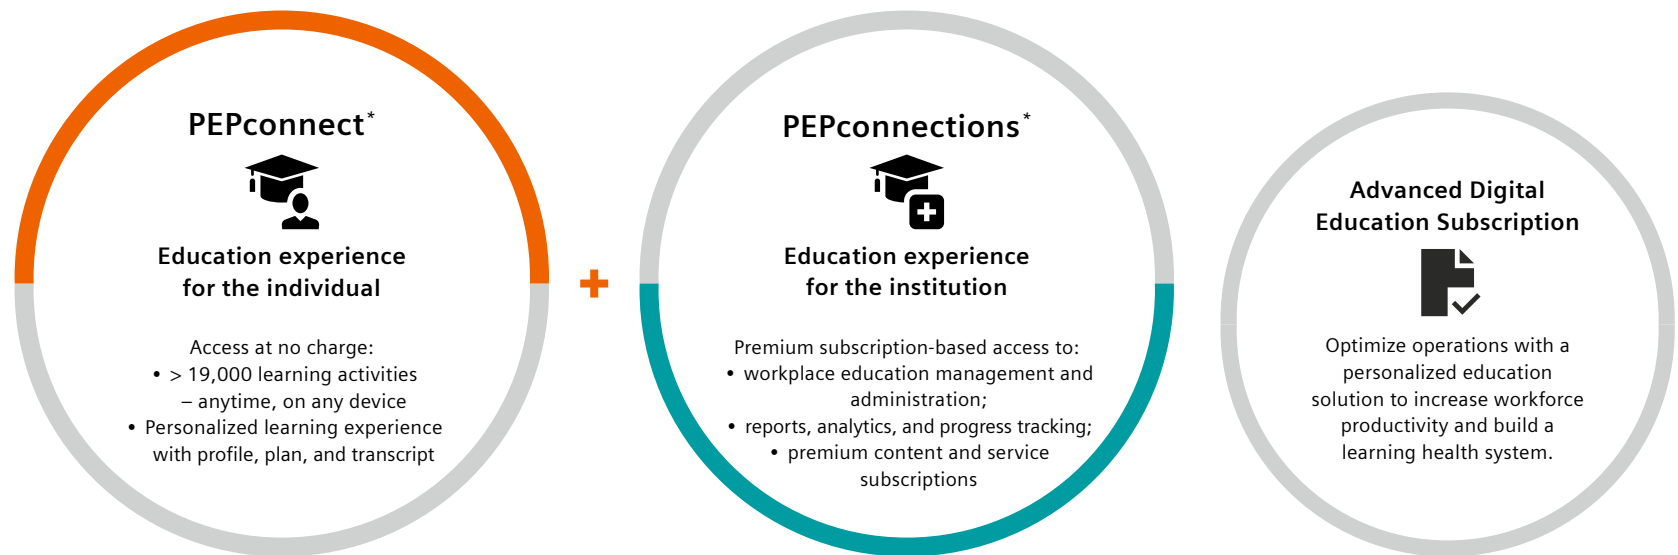 PEPconnect*
Education experience
for the individual
Access at no charge:
• > 19,000 learning activities
– anytime, on any device
• Personalized learning experience
with profile, plan, and transcript
PEPconnections*
Education experience
for the institution
Premium subscription-based access to:
• workplace education management and
administration;
• reports, analytics, and progress tracking;
• premium content and service
subscriptions
Advanced Digital
Education Subscription
Optimize operations with a
personalized education
solution to increase workforce
productivity and build a
learning health system.